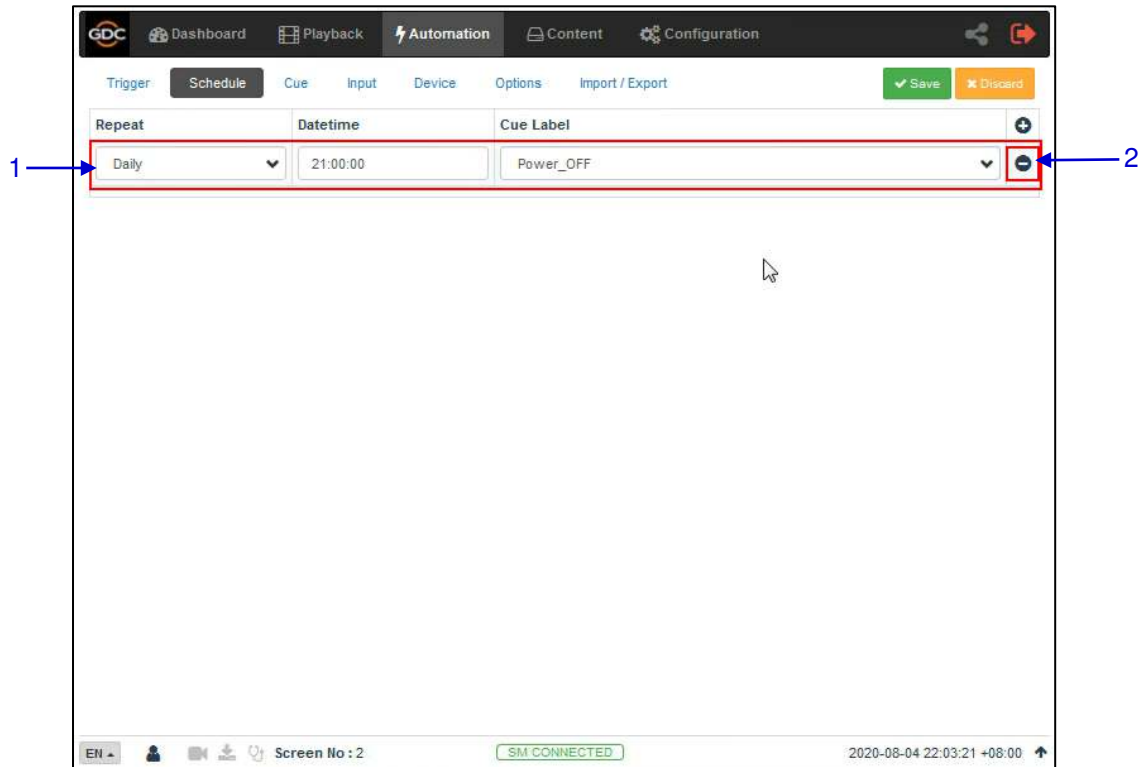 GDC Dashboard Playback Automation Content Configuration
Trigger Schedule Cue Input Device Options Import / Export Save Discard
Repeat Datetime Cue Label
1 Daily 21:00:00 Power_OFF 2
EN Screen No : 2 SM CONNECTED 2020-08-04 22:03:21 +08:00